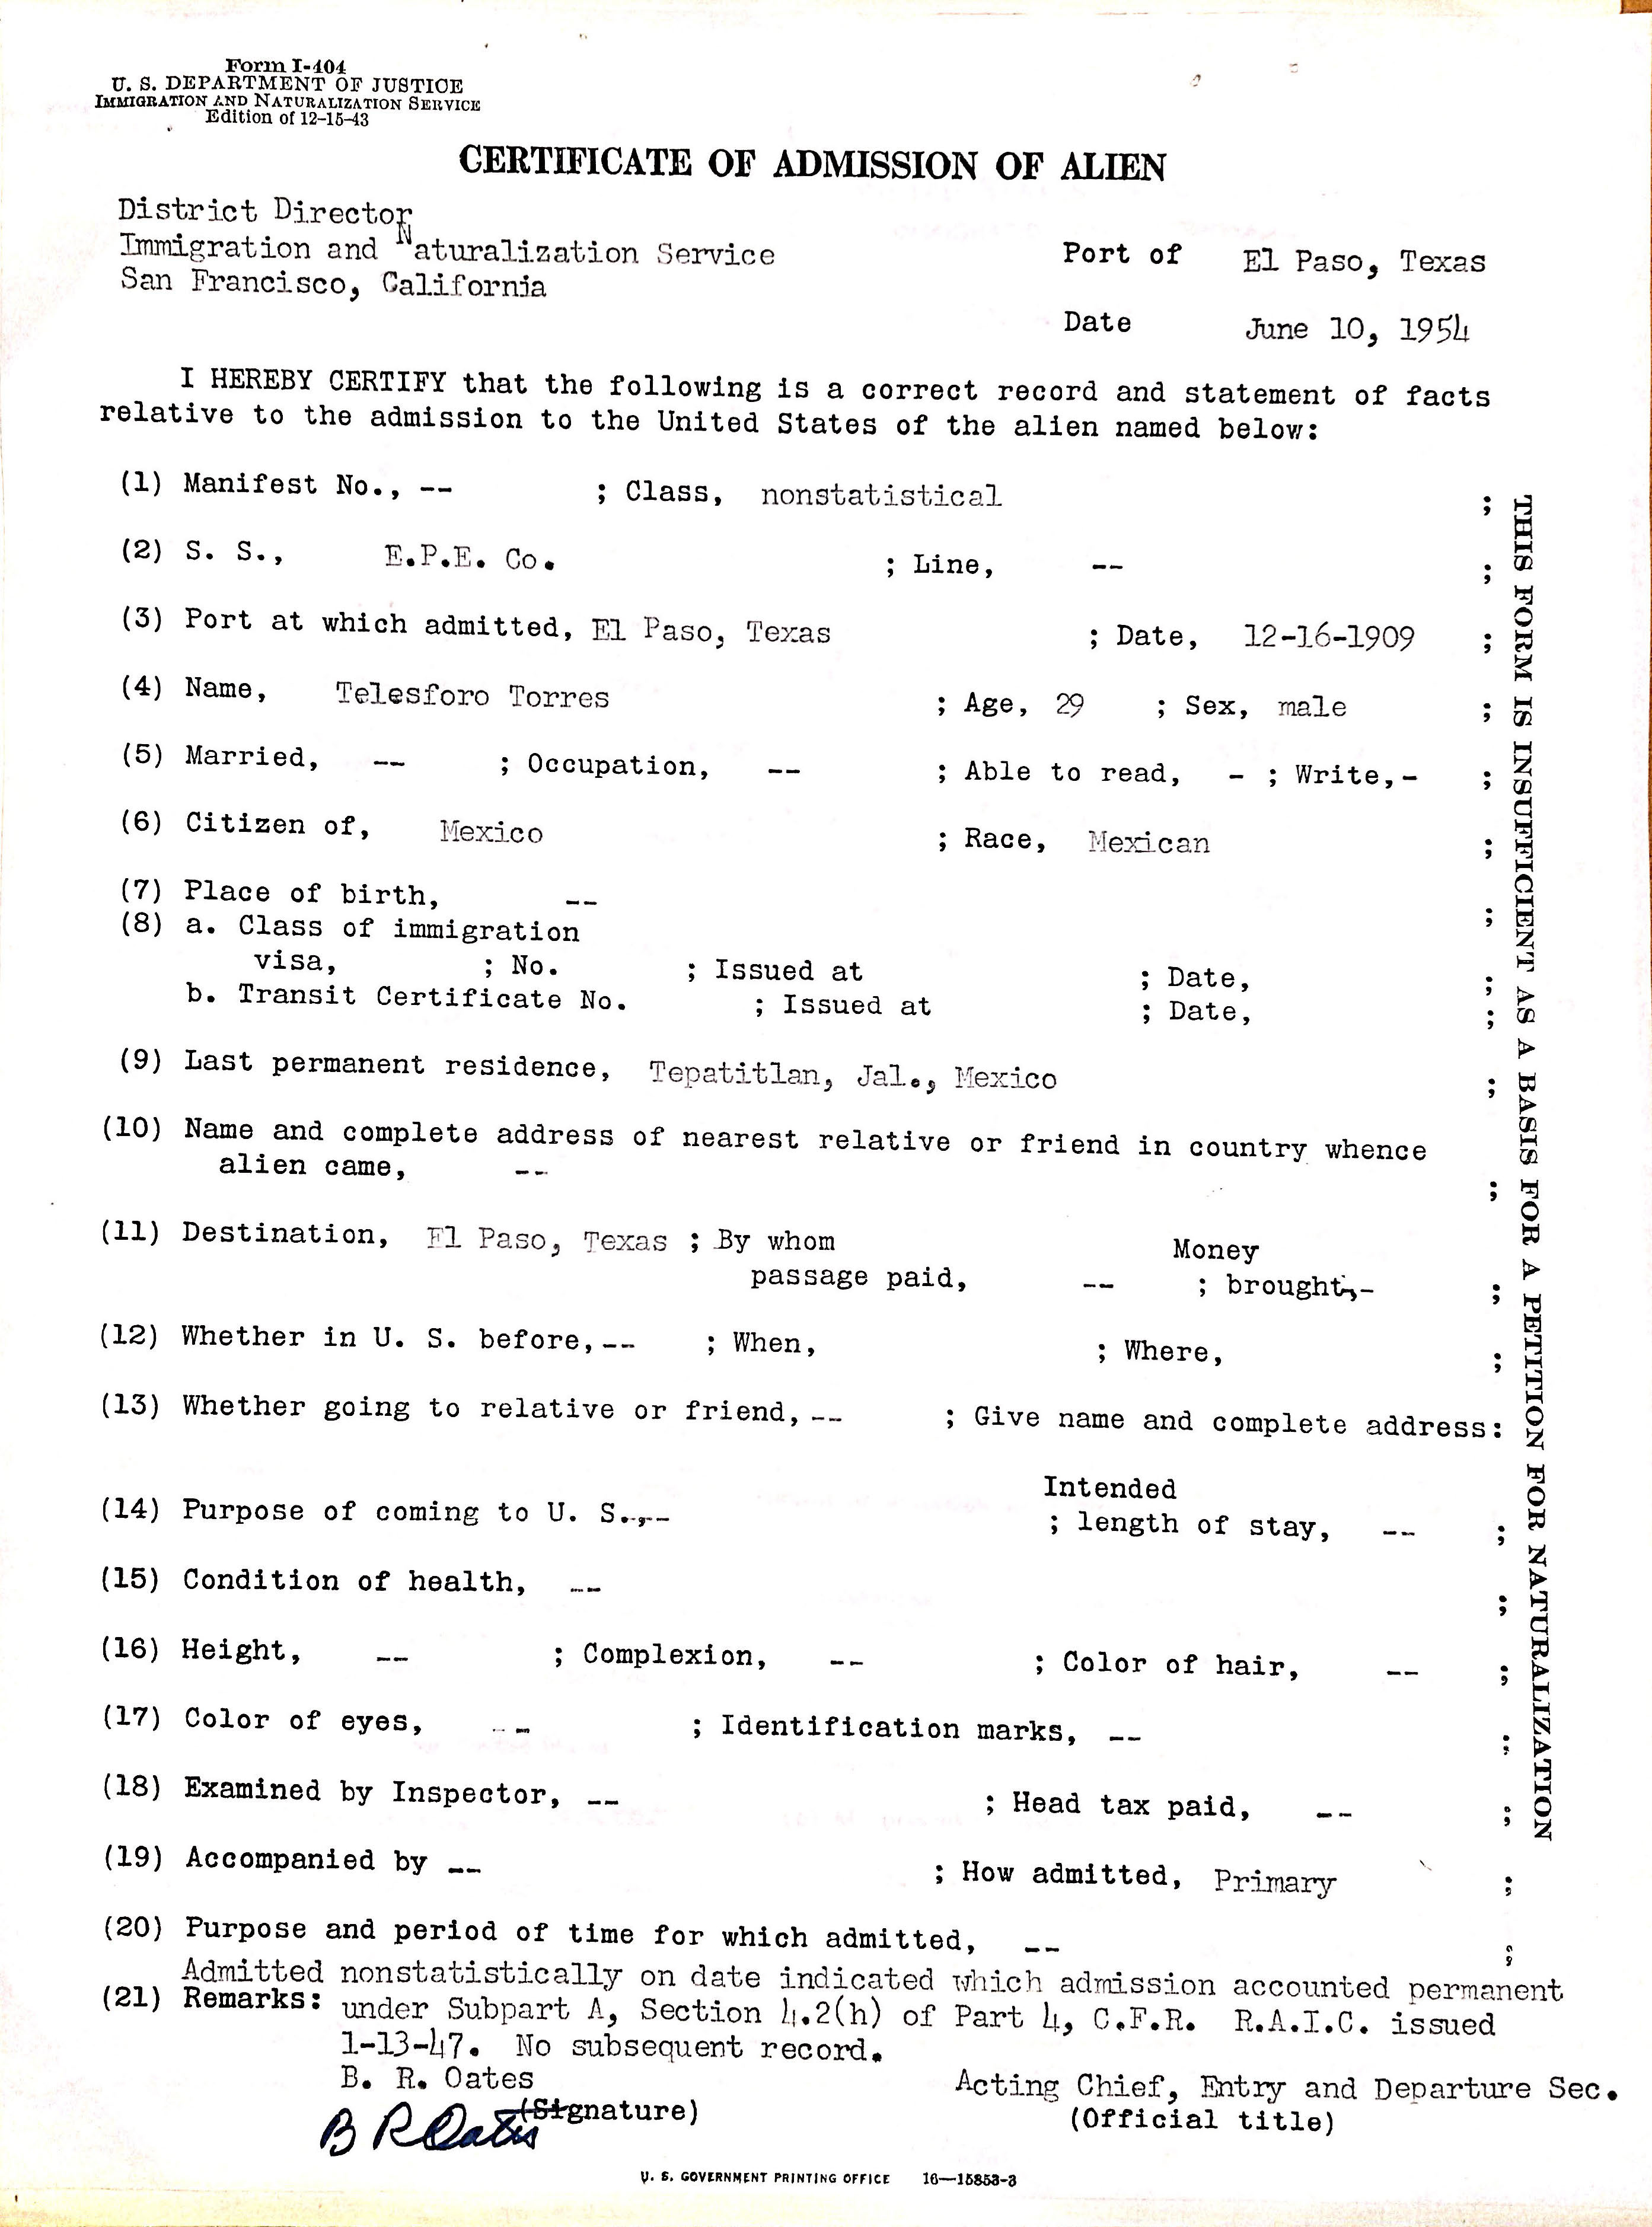 Form I-404
U. S. DEPARTMENT OF JUSTICE
IMMIGRATION AND NATURALIZATION SERVICE
Edition of 12-15-43
CERTIFICATE OF ADMISSION OF ALIEN
District Director
Immigration and Naturalization Service
San Francisco, California
Port of El Paso, Texas
Date June 10, 1954
I HEREBY CERTIFY that the following is a correct record and statement of facts
relative to the admission to the United States of the alien named below:
(1) Manifest No., -- ; Class, nonstatistical ;
(2) S. S., E.P.E. Co. ; Line, -- ;
(3) Port at which admitted, El Paso, Texas ; Date, 12-16-1909 ;
(4) Name, Telesforo Torres ; Age, 29 ; Sex, male ;
(5) Married, -- ; Occupation, -- ; Able to read, - ; Write,- ;
(6) Citizen of, Mexico ; Race, Mexican ;
(7) Place of birth, -- ;
(8) a. Class of immigration
visa, ; No. ; Issued at ; Date, ;
b. Transit Certificate No. ; Issued at ; Date, ;
(9) Last permanent residence, Tepatitlan, Jal., Mexico ;
(10) Name and complete address of nearest relative or friend in country whence
alien came, -- ;
(11) Destination, El Paso, Texas ; By whom Money
passage paid, -- ; brought,-- ;
(12) Whether in U. S. before, -- ; When, ; Where, ;
(13) Whether going to relative or friend, -- ; Give name and complete address:
Intended
(14) Purpose of coming to U. S.,-- ; length of stay, -- ;
(15) Condition of health, -- ;
(16) Height, -- ; Complexion, -- ; Color of hair, -- ;
(17) Color of eyes, -- ; Identification marks, -- ;
(18) Examined by Inspector, -- ; Head tax paid, -- ;
(19) Accompanied by -- ; How admitted, Primary ;
(20) Purpose and period of time for which admitted, -- ;
Admitted nonstatistically on date indicated which admission accounted permanent
(21) Remarks: under Subpart A, Section 4.2(h) of Part 4, C.F.R. R.A.I.C. issued
1-13-47. No subsequent record.
B. R. Oates Acting Chief, Entry and Departure Sec.
B R Oates (Signature) (Official title)
U. S. GOVERNMENT PRINTING OFFICE 16—15853-3
THIS FORM IS INSUFFICIENT AS A BASIS FOR A PETITION FOR NATURALIZATION